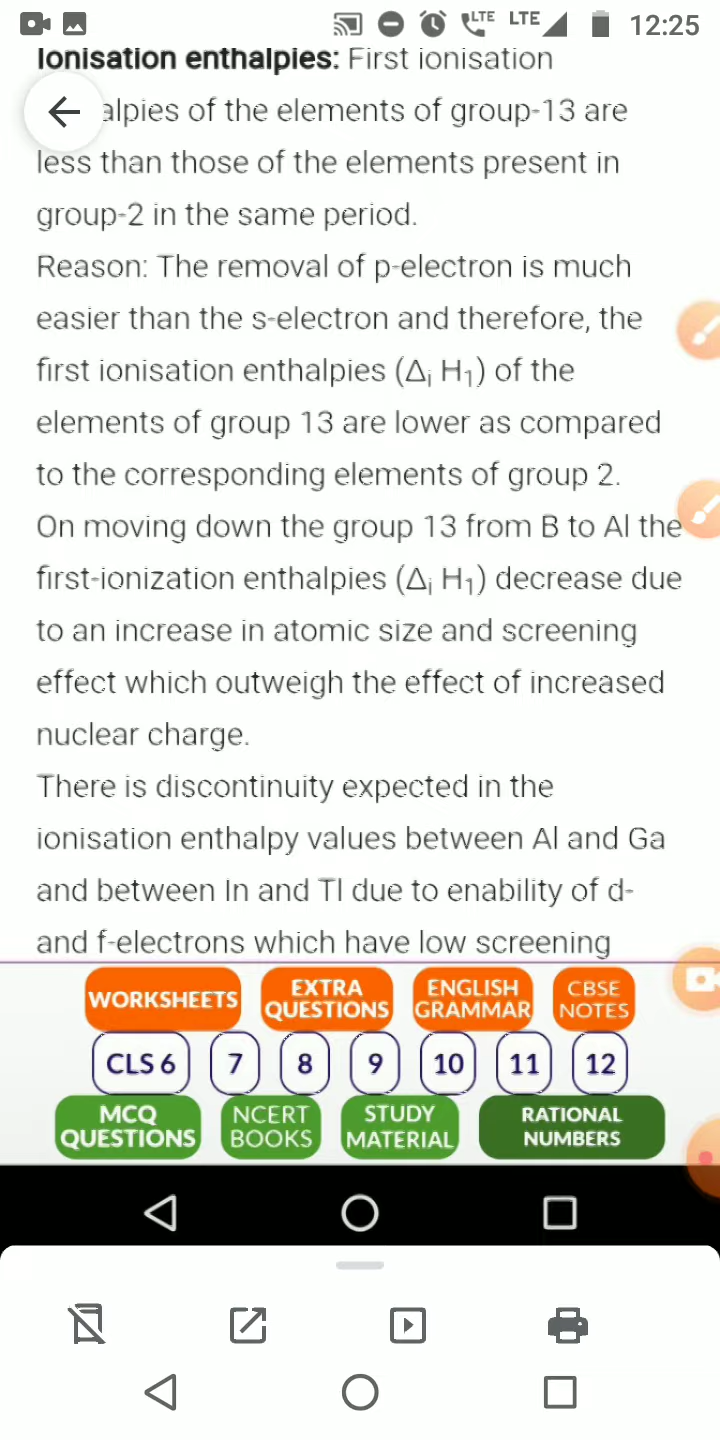 LTE LTE 12:25
Ionisation enthalpies: First ionisation
alpies of the elements of group-13 are
less than those of the elements present in
group-2 in the same period.
Reason: The removal of p-electron is much
easier than the s-electron and therefore, the
first ionisation enthalpies (Δᵢ H₁) of the
elements of group 13 are lower as compared
to the corresponding elements of group 2.
On moving down the group 13 from B to Al the
first-ionization enthalpies (Δᵢ H₁) decrease due
to an increase in atomic size and screening
effect which outweigh the effect of increased
nuclear charge.
There is discontinuity expected in the
ionisation enthalpy values between Al and Ga
and between In and Tl due to enability of d-
and f-electrons which have low screening
WORKSHEETS EXTRA QUESTIONS ENGLISH GRAMMAR CBSE NOTES
CLS 6 7 8 9 10 11 12
MCQ QUESTIONS NCERT BOOKS STUDY MATERIAL RATIONAL NUMBERS